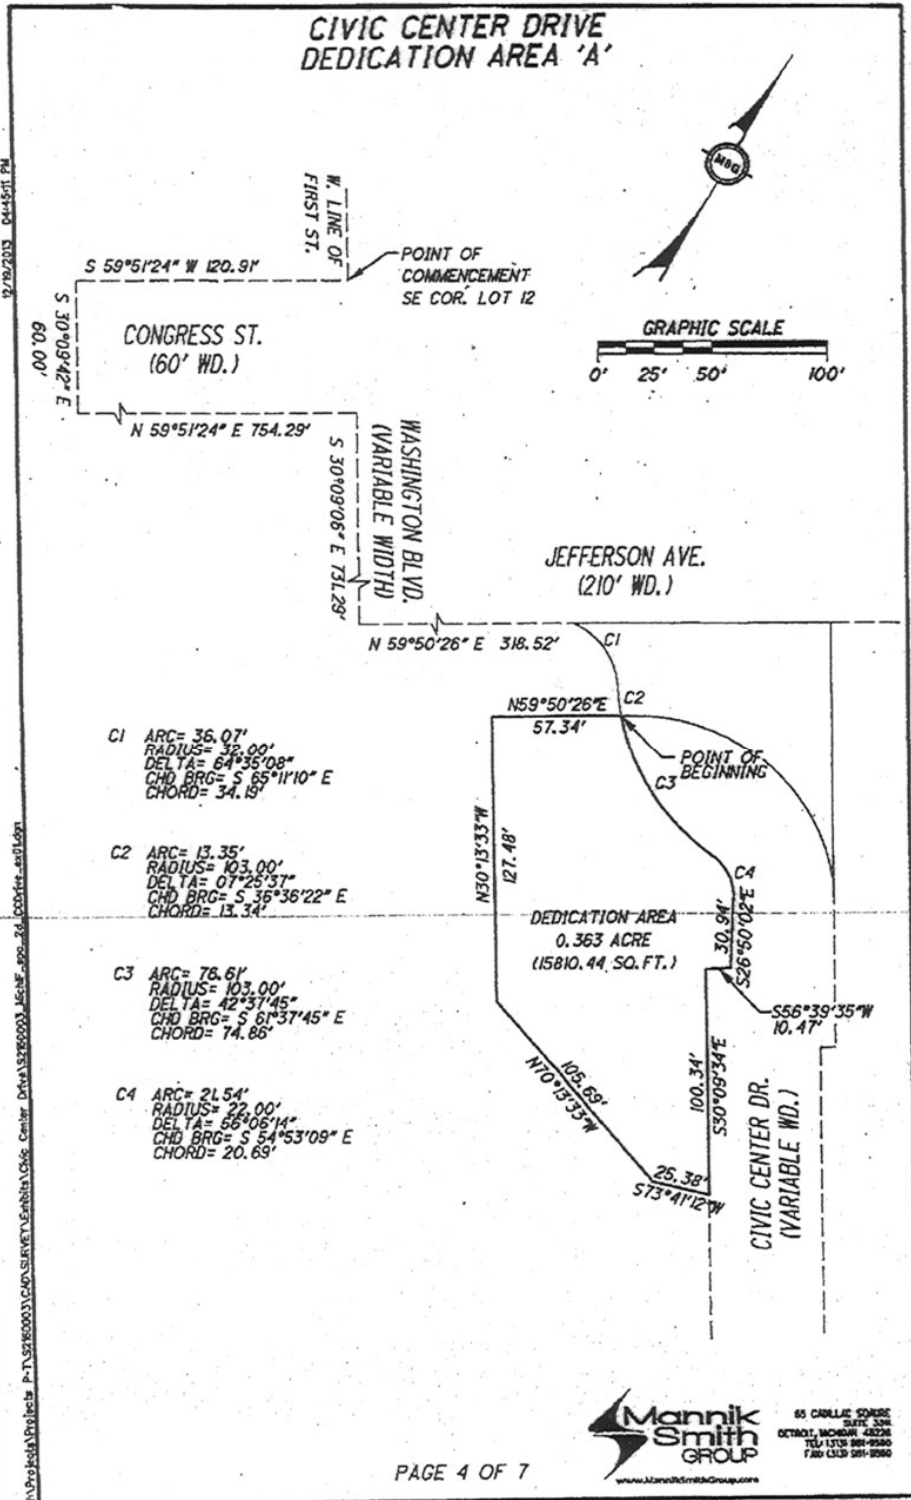 CIVIC CENTER DRIVE
DEDICATION AREA 'A'
12/19/2013 04:45:11 PM
W. LINE OF
FIRST ST.
S 59°51'24" W 120.91'
POINT OF
COMMENCEMENT
SE COR. LOT 12
MSG
S 30°09'42" E
60.00'
CONGRESS ST.
(60' WD.)
GRAPHIC SCALE
0' 25' 50' 100'
N 59°51'24" E 754.29'
S 30°09'06" E 731.29'
WASHINGTON BLVD.
(VARIABLE WIDTH)
JEFFERSON AVE.
(210' WD.)
N 59°50'26" E 318.52'
C1
N59°50'26"E
57.34'
C2
POINT OF
BEGINNING
C3
C4
C1 ARC= 36.07'
RADIUS= 32.00'
DELTA= 64°35'08"
CHD BRG= S 65°11'10" E
CHORD= 34.19'
C2 ARC= 13.35'
RADIUS= 103.00'
DELTA= 07°25'37"
CHD BRG= S 36°36'22" E
CHORD= 13.34'
C3 ARC= 76.61'
RADIUS= 103.00'
DELTA= 42°37'45"
CHD BRG= S 61°37'45" E
CHORD= 74.86'
C4 ARC= 21.54'
RADIUS= 22.00'
DELTA= 56°06'14"
CHD BRG= S 54°53'09" E
CHORD= 20.69'
N30°13'33"W
127.48'
DEDICATION AREA
0.363 ACRE
(15810.44 SQ.FT.)
30.94'
S26°50'02"E
S56°39'35"W
10.47'
100.34'
S30°09'34"E
105.69'
N70°13'33"W
25.38'
S73°41'12"W
CIVIC CENTER DR.
(VARIABLE WD.)
Mannik
Smith
GROUP
www.MannikSmithGroup.com
65 CADILLAC SQUARE
DETROIT, MICHIGAN 48226
PAGE 4 OF 7